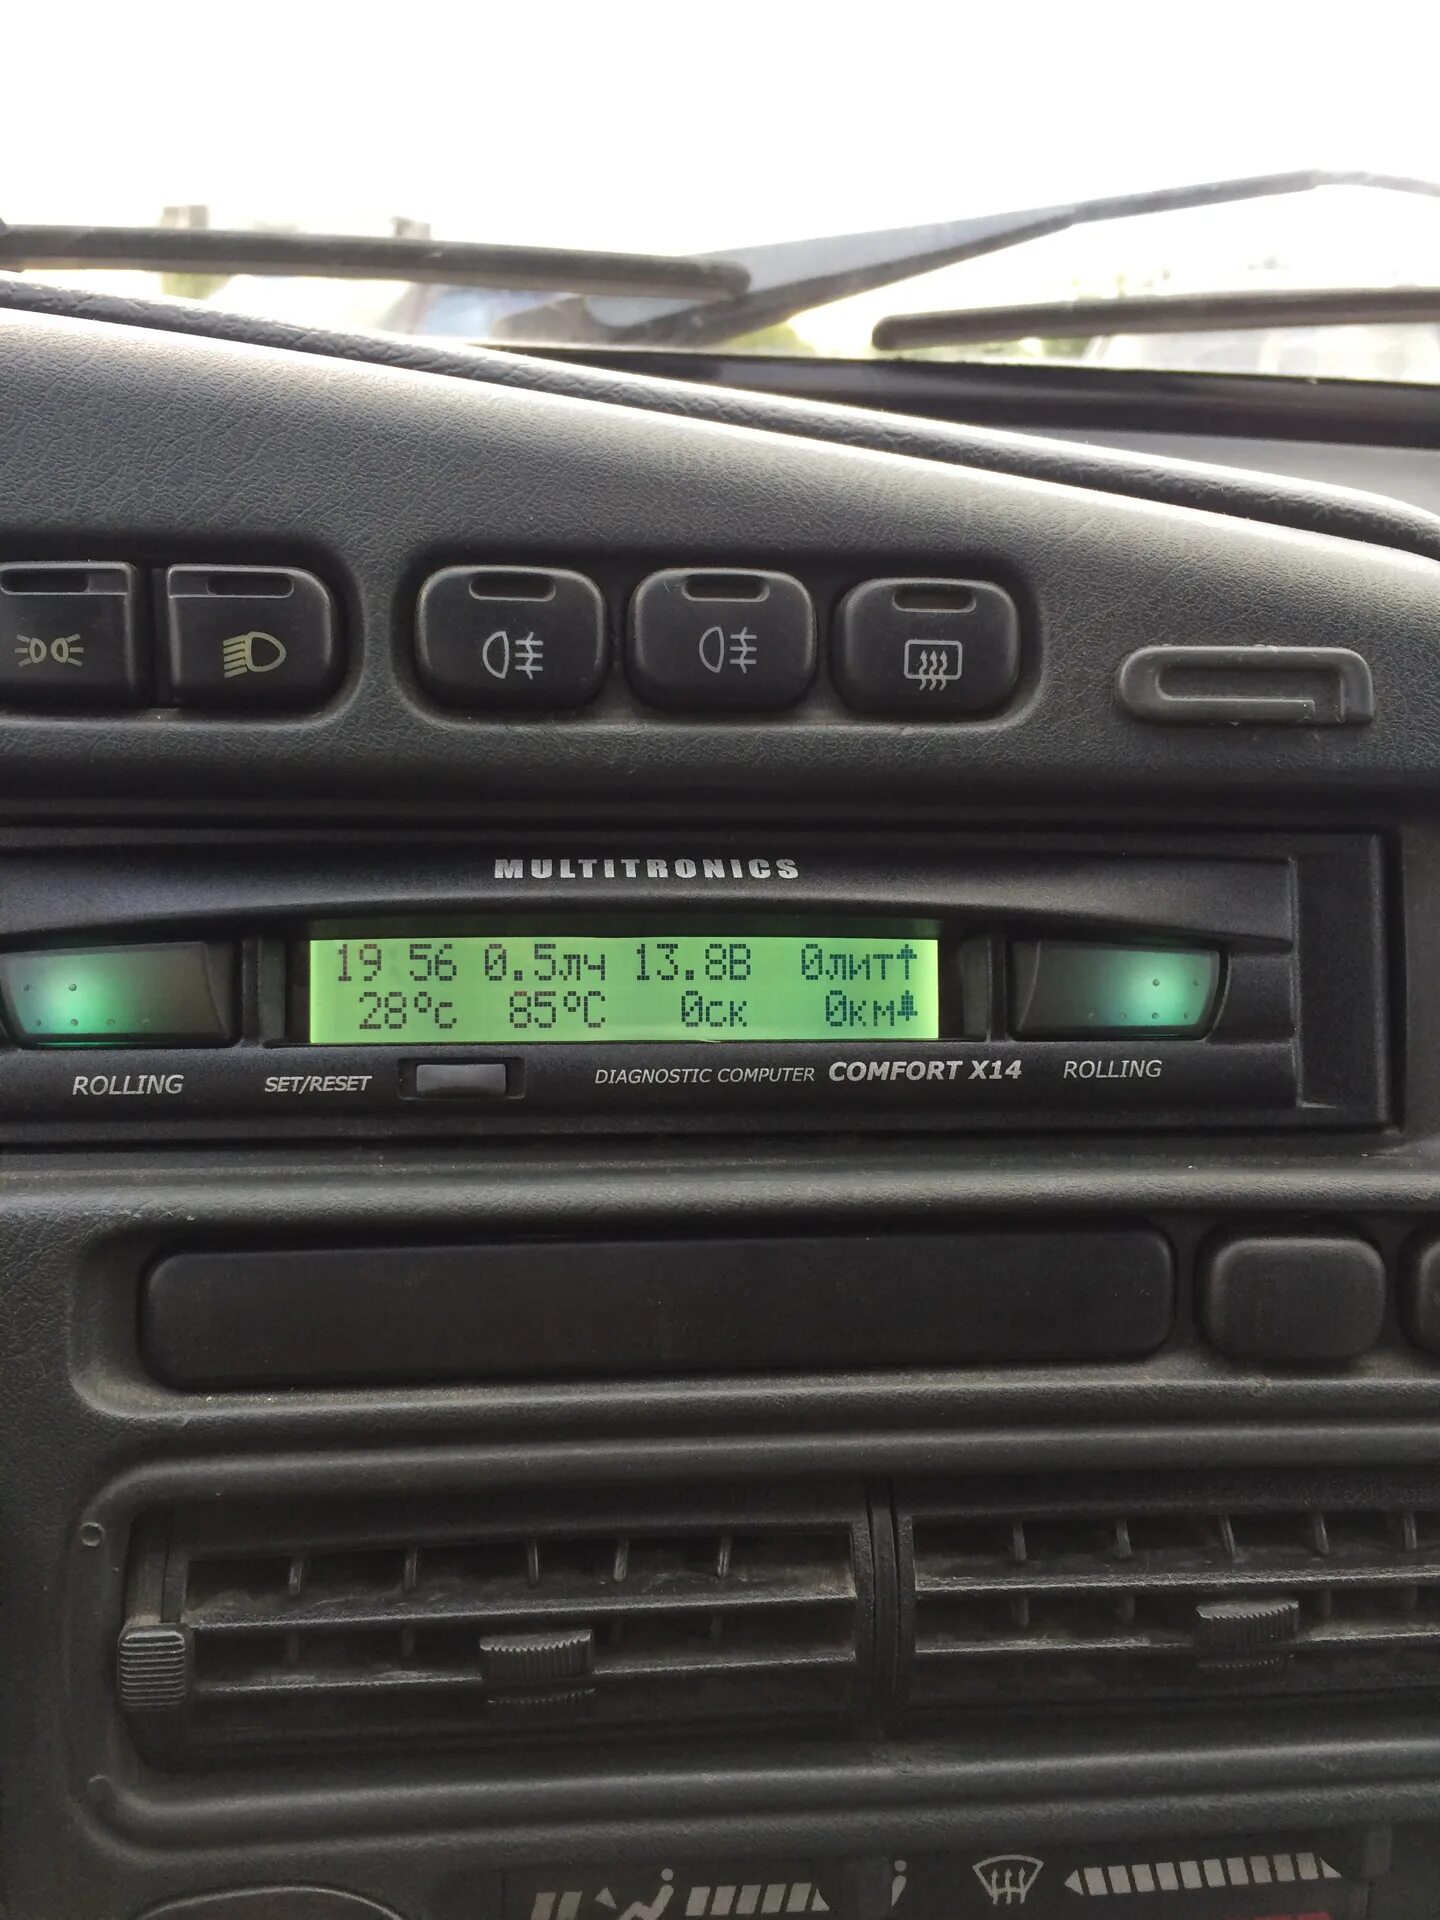 MULTITRONICS
19 56 0.5лч 13.8В 0лит↑
28°с 85°С 0ск 0км
ROLLING SET/RESET DIAGNOSTIC COMPUTER COMFORT X14 ROLLING